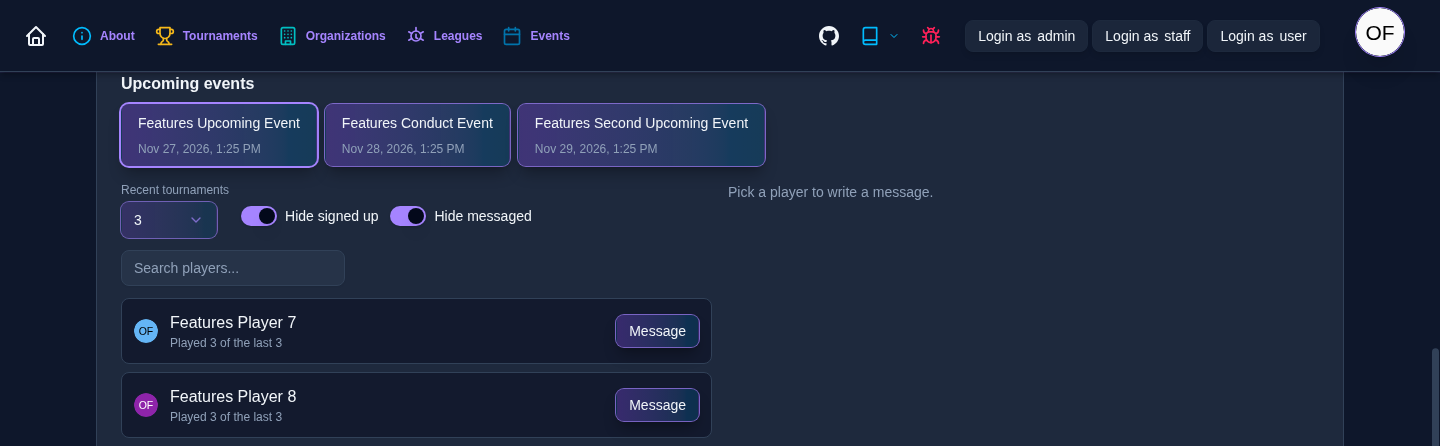 About Tournaments Organizations Leagues Events Login as admin Login as staff Login as user OF
Upcoming events
Features Upcoming Event Features Conduct Event Features Second Upcoming Event
Nov 27, 2026, 1:25 PM Nov 28, 2026, 1:25 PM Nov 29, 2026, 1:25 PM
Recent tournaments
Pick a player to write a message.
3 Hide signed up Hide messaged
Search players...
OF Features Player 7 Message
Played 3 of the last 3
OF Features Player 8 Message
Played 3 of the last 3